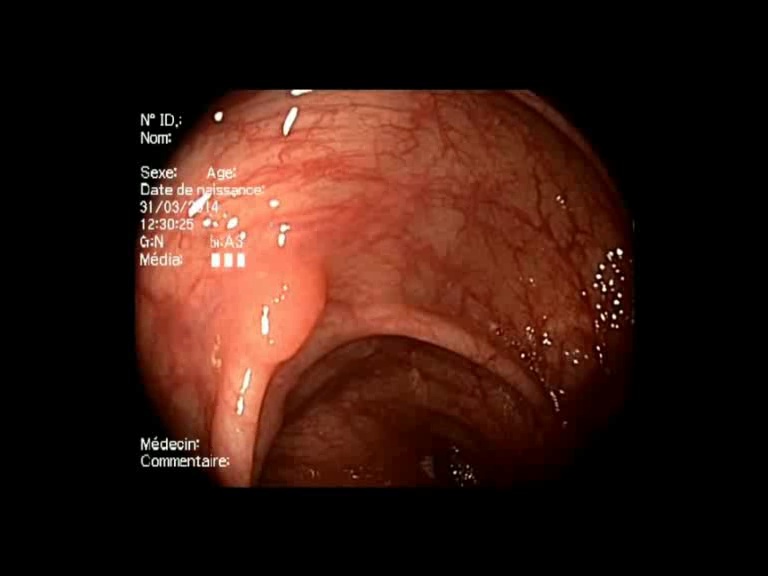 N° ID.:
Nom:
Sexe: Age:
Date de naissance:
31/03/2014
12:30:25
Média:
Médecin:
Commentaire: